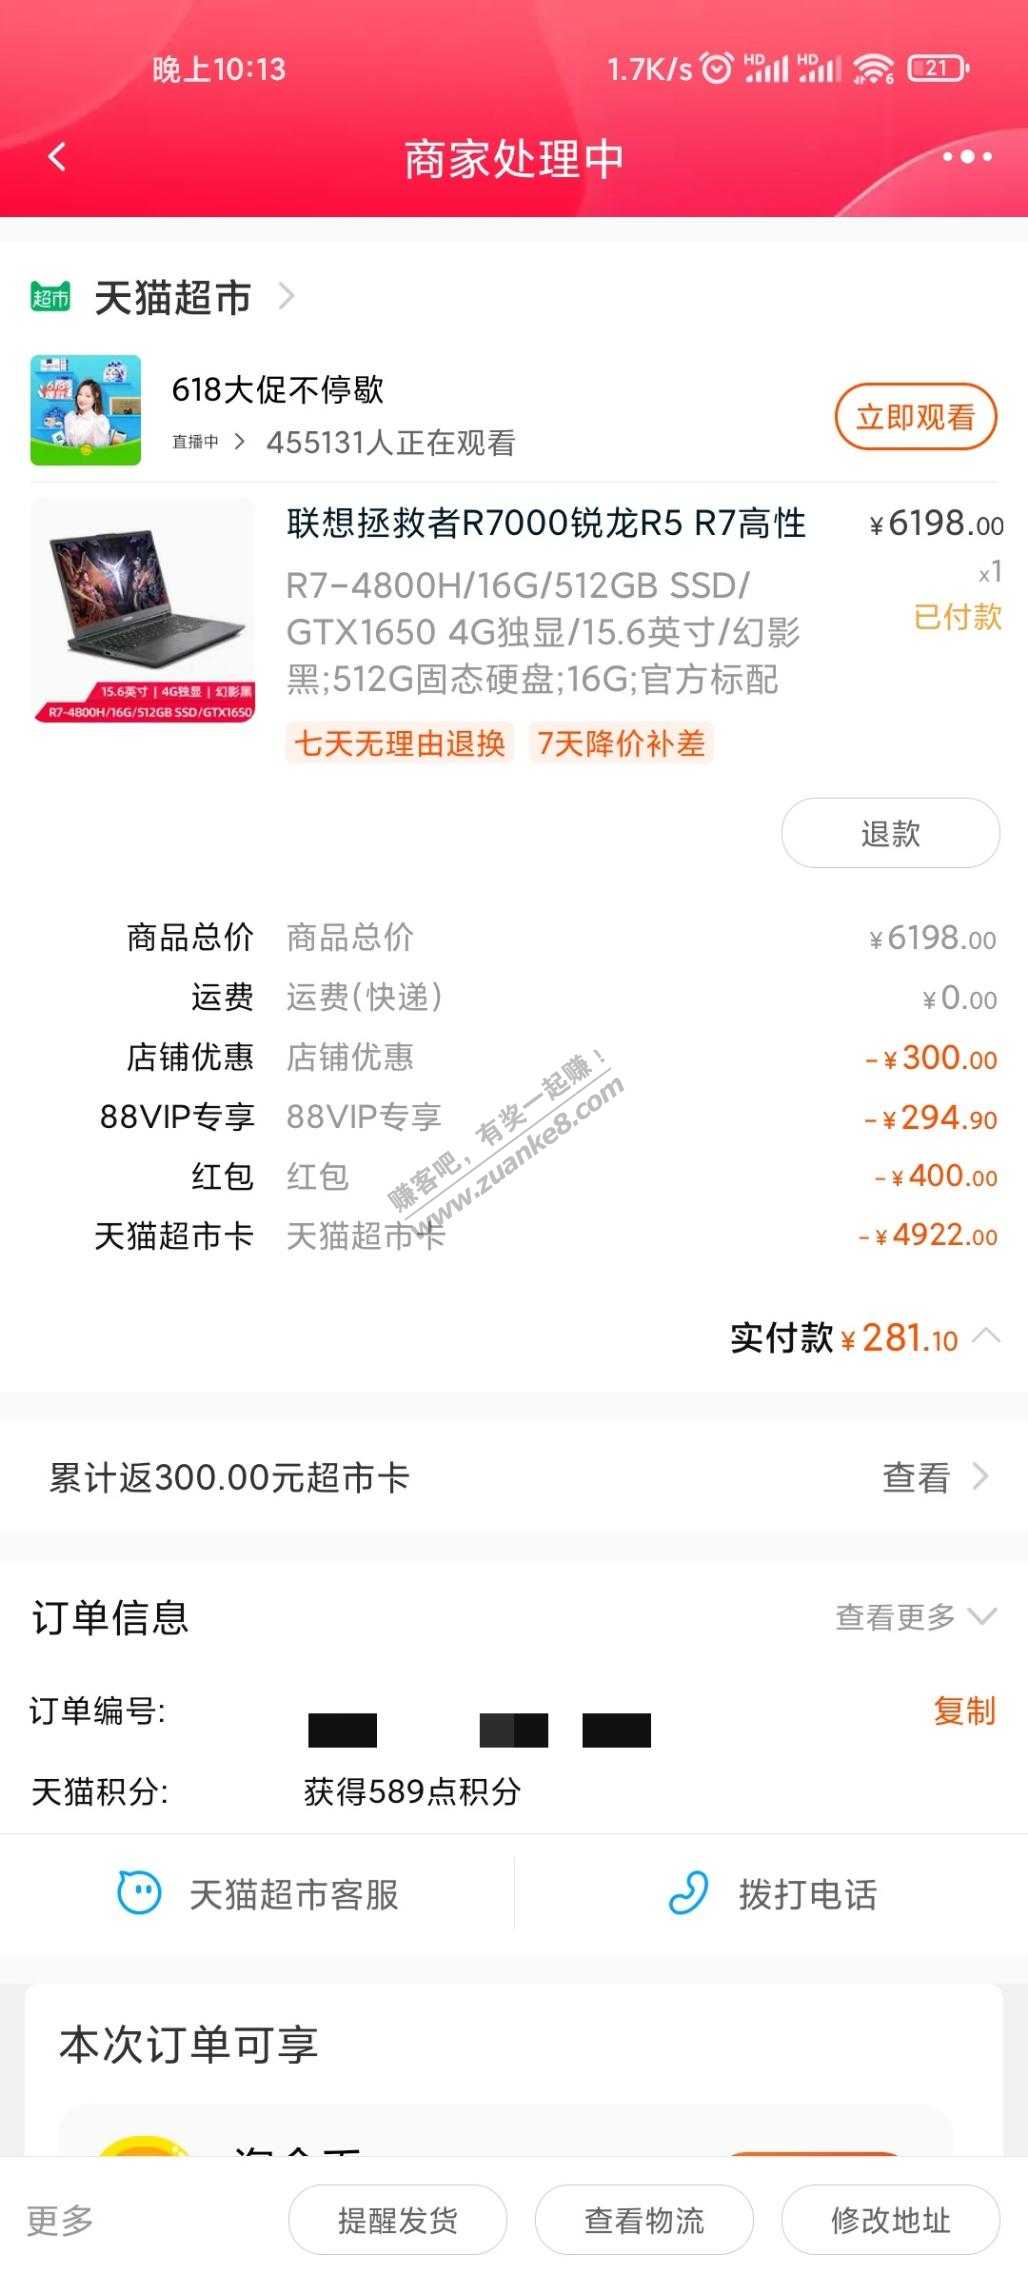 晚上10:13
1.7K/s HD HD 6 21
商家处理中
超市 天猫超市
618大促不停歇
直播中 455131人正在观看
立即观看
联想拯救者R7000锐龙R5 R7高性
¥6198.00
x1
已付款
R7-4800H/16G/512GB SSD/
GTX1650 4G独显/15.6英寸/幻影
黑;512G固态硬盘;16G;官方标配
15.6英寸 | 4G独显 | 幻影黑
R7-4800H/16G/512GB SSD/GTX1650
七天无理由退换 7天降价补差
退款
商品总价 商品总价 ¥6198.00
运费 运费(快递) ¥0.00
店铺优惠 店铺优惠 -¥300.00
88VIP专享 88VIP专享 -¥294.90
红包 红包 -¥400.00
天猫超市卡 天猫超市卡 -¥4922.00
赚客吧，有奖一起赚！
www.zuanke8.com
实付款 ¥281.10
累计返300.00元超市卡 查看
订单信息 查看更多
订单编号: 复制
天猫积分: 获得589点积分
天猫超市客服 拨打电话
本次订单可享
更多 提醒发货 查看物流 修改地址